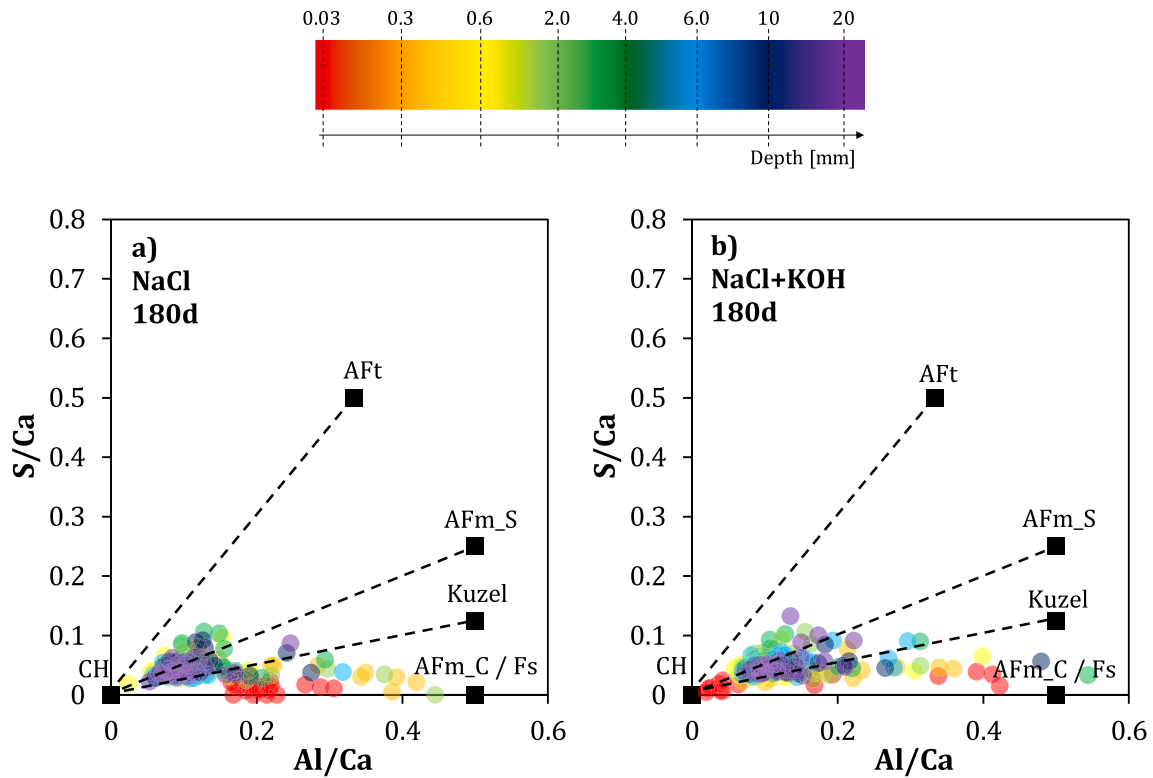 0.03 0.3 0.6 2.0 4.0 6.0 10 20
Depth [mm]
a)
NaCl
180d
AFt
AFm_S
Kuzel
AFm_C / Fs
CH
S/Ca
0.8
0.7
0.6
0.5
0.4
0.3
0.2
0.1
0
0 0.2 0.4 0.6
Al/Ca
b)
NaCl+KOH
180d
AFt
AFm_S
Kuzel
AFm_C / Fs
CH
S/Ca
0.8
0.7
0.6
0.5
0.4
0.3
0.2
0.1
0
0 0.2 0.4 0.6
Al/Ca